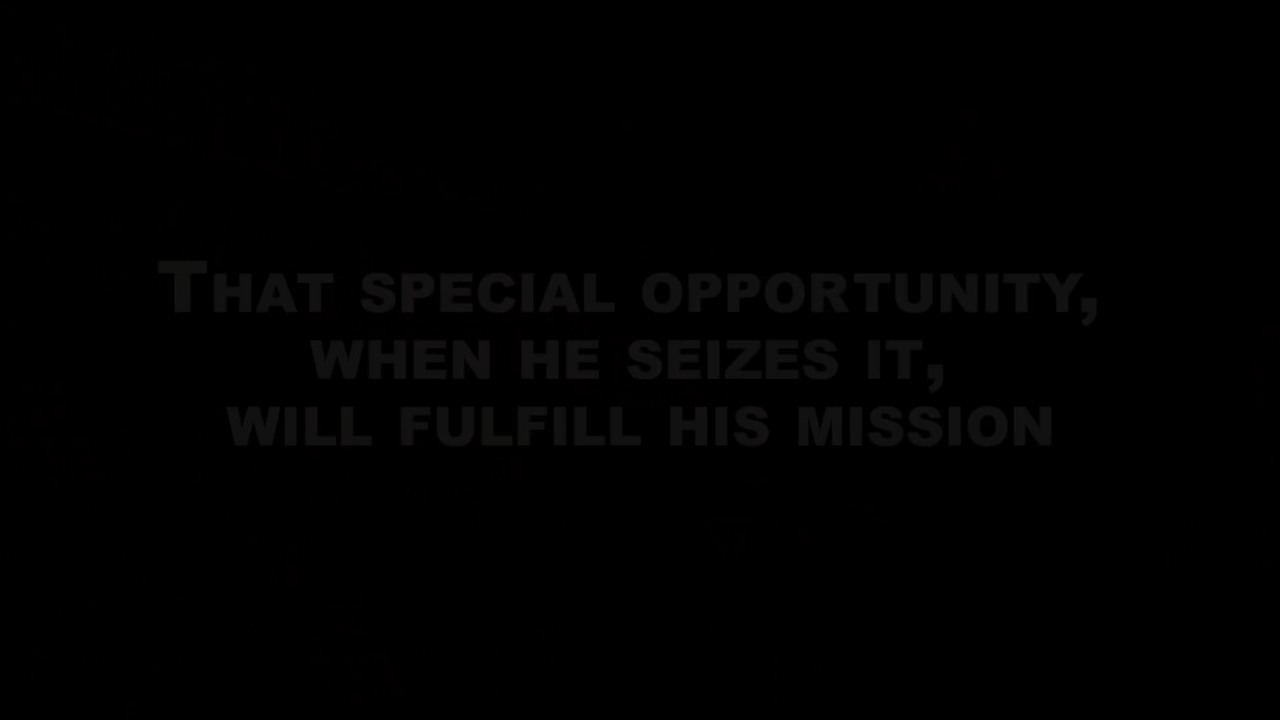 That special opportunity,
when he seizes it,
will fulfill his mission